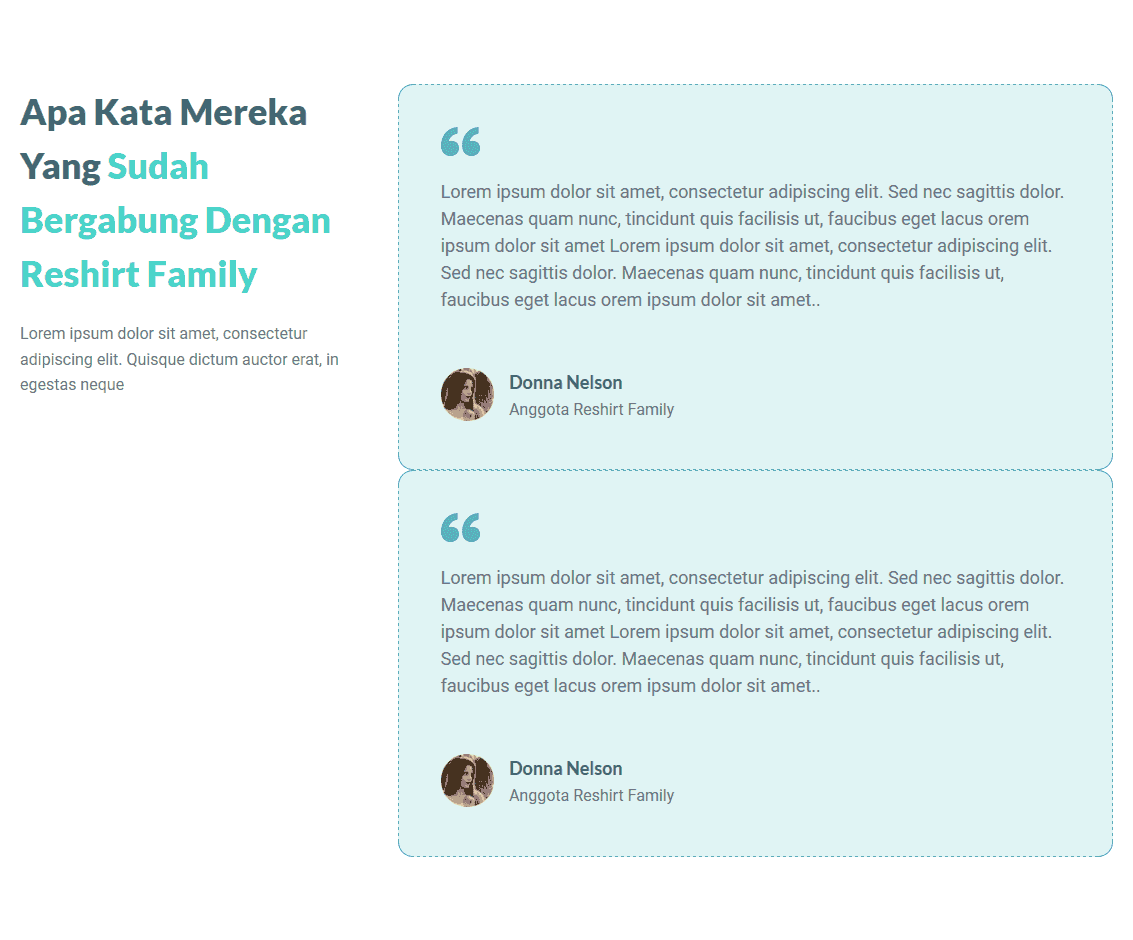 Apa Kata Mereka
Yang Sudah
Bergabung Dengan
Reshirt Family
Lorem ipsum dolor sit amet, consectetur
adipiscing elit. Quisque dictum auctor erat, in
egestas neque
Lorem ipsum dolor sit amet, consectetur adipiscing elit. Sed nec sagittis dolor.
Maecenas quam nunc, tincidunt quis facilisis ut, faucibus eget lacus orem
ipsum dolor sit amet Lorem ipsum dolor sit amet, consectetur adipiscing elit.
Sed nec sagittis dolor. Maecenas quam nunc, tincidunt quis facilisis ut,
faucibus eget lacus orem ipsum dolor sit amet..
Donna Nelson
Anggota Reshirt Family
Lorem ipsum dolor sit amet, consectetur adipiscing elit. Sed nec sagittis dolor.
Maecenas quam nunc, tincidunt quis facilisis ut, faucibus eget lacus orem
ipsum dolor sit amet Lorem ipsum dolor sit amet, consectetur adipiscing elit.
Sed nec sagittis dolor. Maecenas quam nunc, tincidunt quis facilisis ut,
faucibus eget lacus orem ipsum dolor sit amet..
Donna Nelson
Anggota Reshirt Family